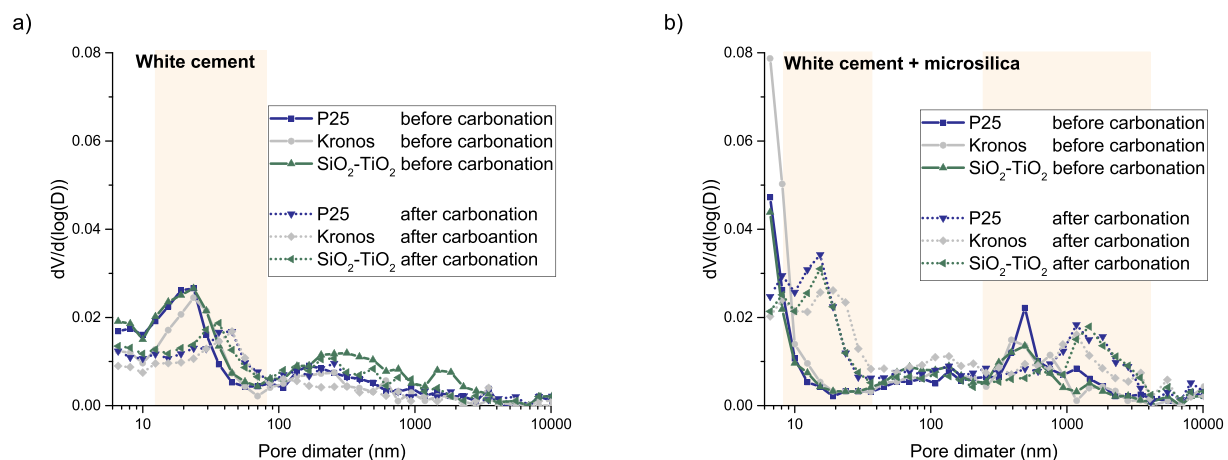 a)
White cement
0.08
0.06
0.04
0.02
0.00
dV/d(log(D))
P25 before carbonation
Kronos before carbonation
SiO2-TiO2 before carbonation
P25 after carbonation
Kronos after carboantion
SiO2-TiO2 after carbonation
10 100 1000 10000
Pore dimater (nm)
b)
White cement + microsilica
0.08
0.06
0.04
0.02
0.00
dV/d(log(D))
P25 before carbonation
Kronos before carbonation
SiO2-TiO2 before carbonation
P25 after carbonation
Kronos after carbonation
SiO2-TiO2 after carbonation
10 100 1000 10000
Pore dimater (nm)